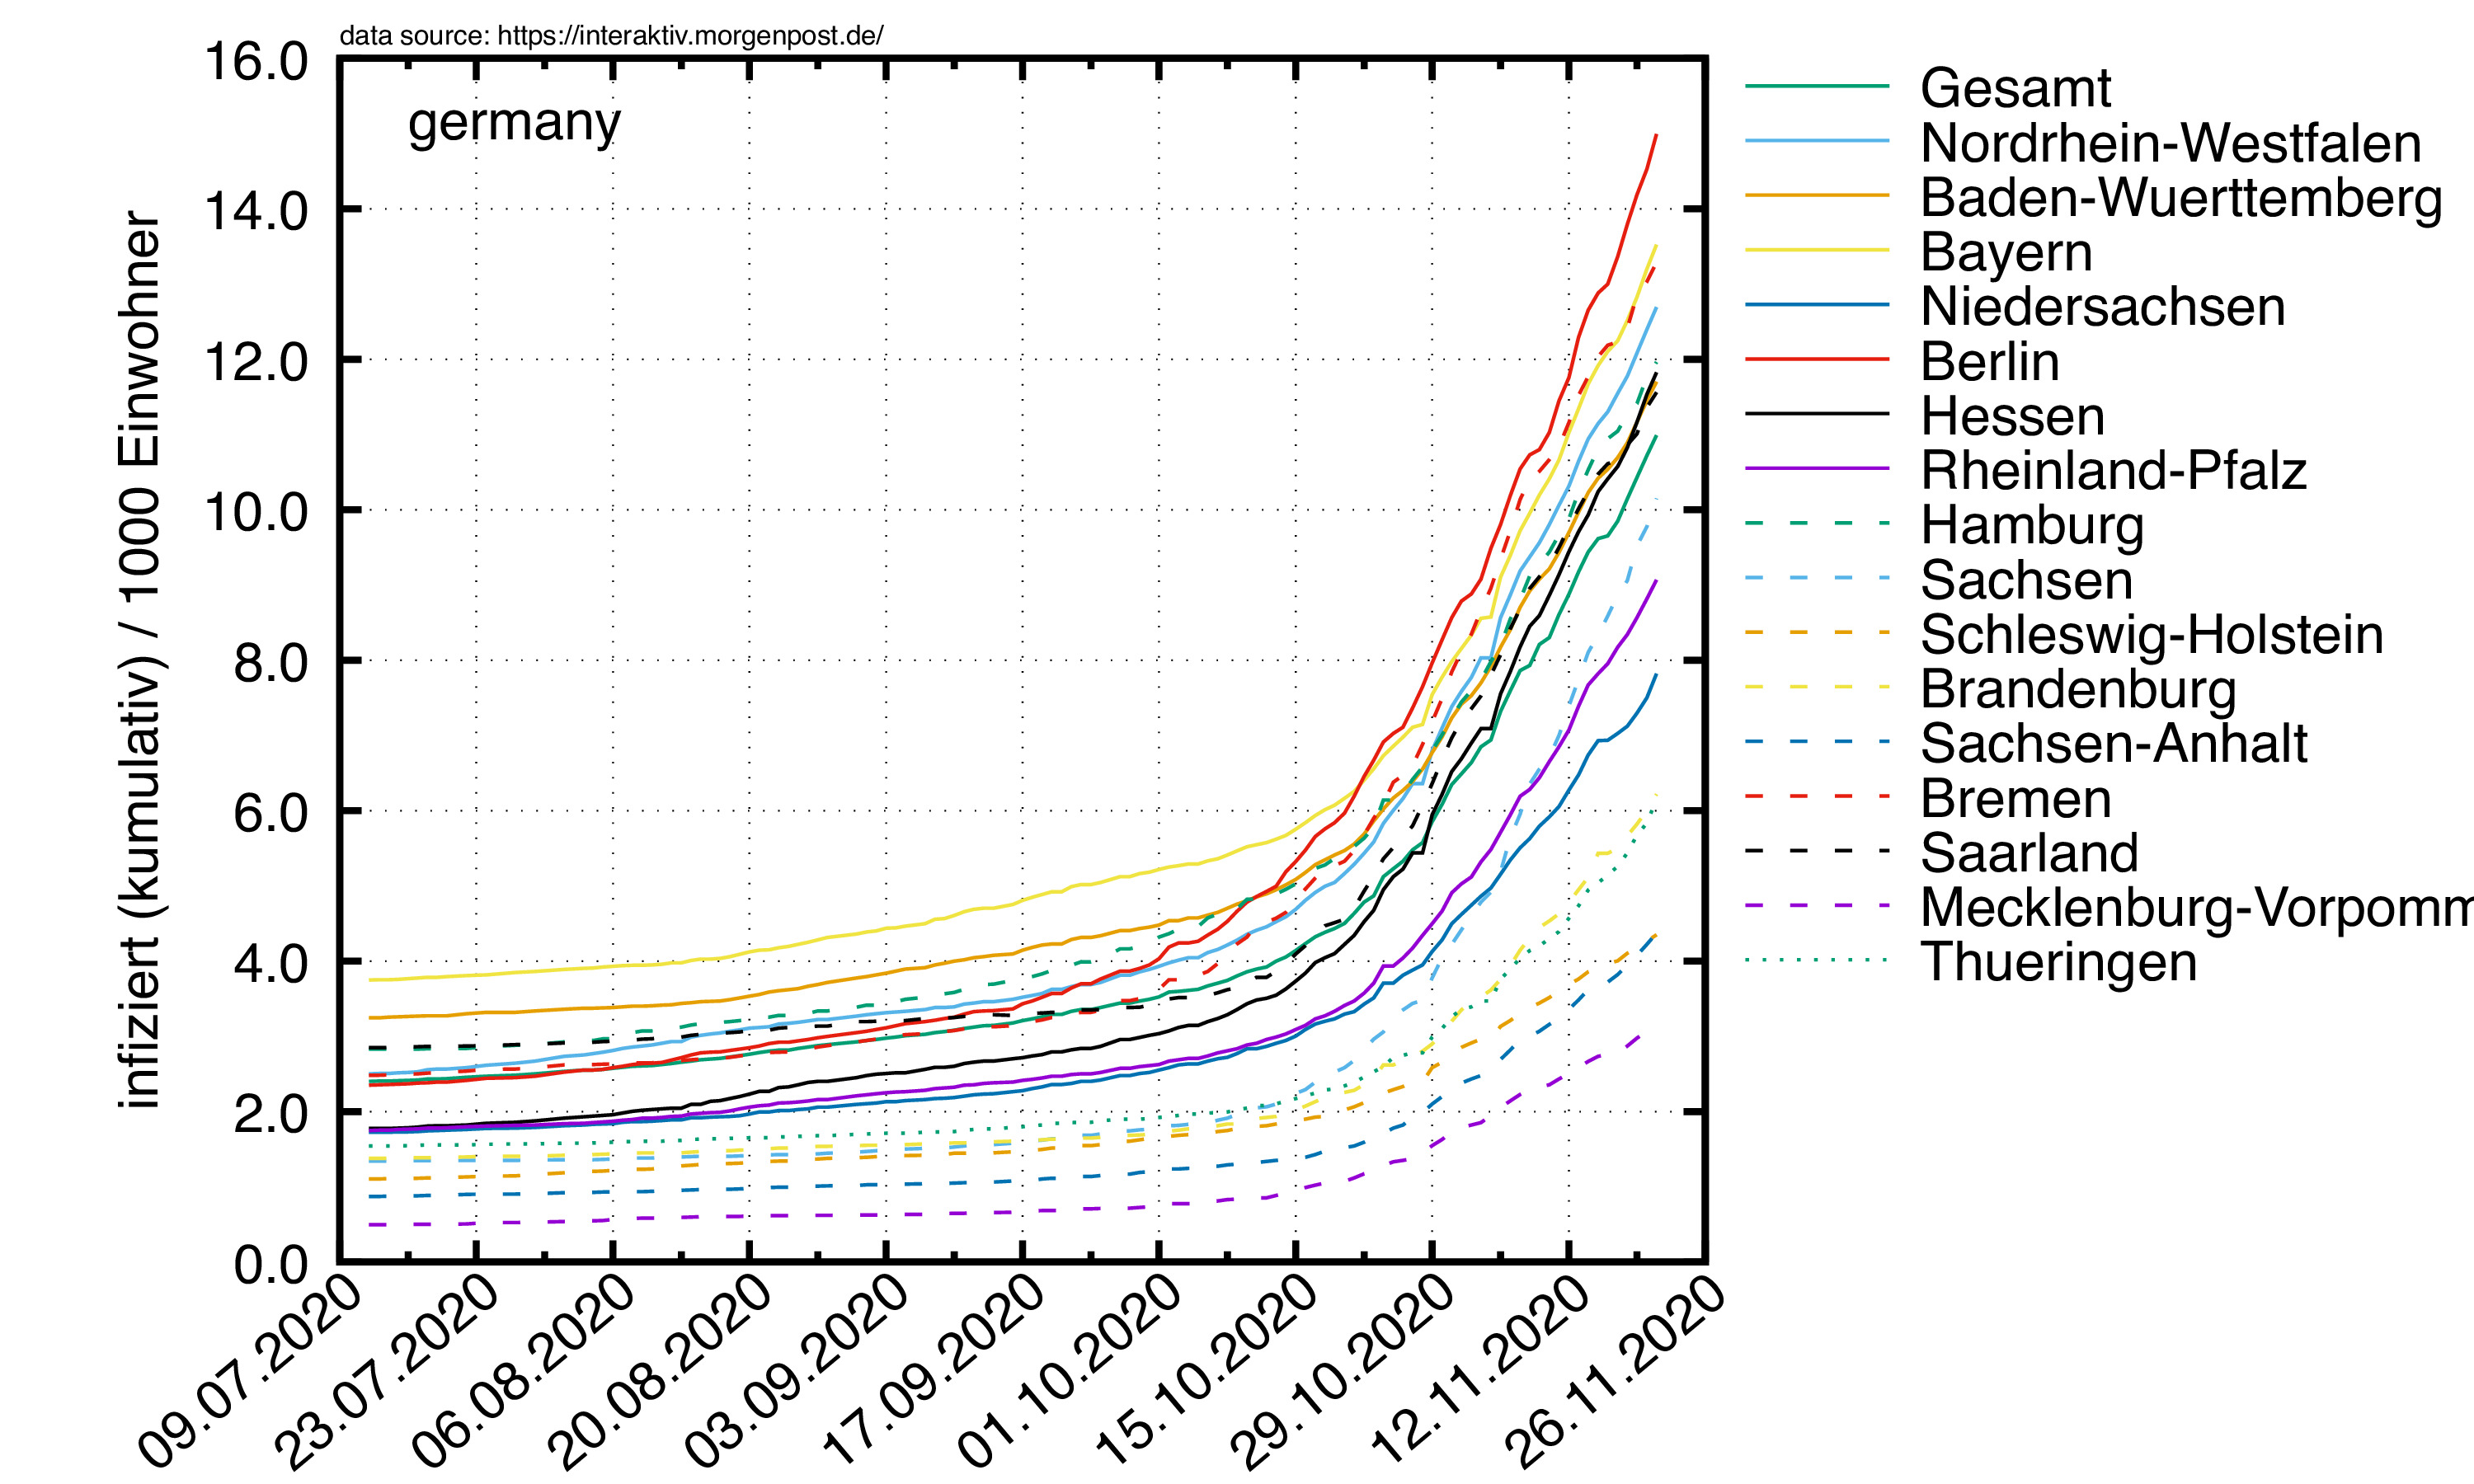 data source: https://interaktiv.morgenpost.de/
germany
infiziert (kumulativ) / 1000 Einwohner
16.0
14.0
12.0
10.0
8.0
6.0
4.0
2.0
0.0
09.07.2020
23.07.2020
06.08.2020
20.08.2020
03.09.2020
17.09.2020
01.10.2020
15.10.2020
29.10.2020
12.11.2020
26.11.2020
Gesamt
Nordrhein-Westfalen
Baden-Wuerttemberg
Bayern
Niedersachsen
Berlin
Hessen
Rheinland-Pfalz
Hamburg
Sachsen
Schleswig-Holstein
Brandenburg
Sachsen-Anhalt
Bremen
Saarland
Mecklenburg-Vorpomm
Thueringen